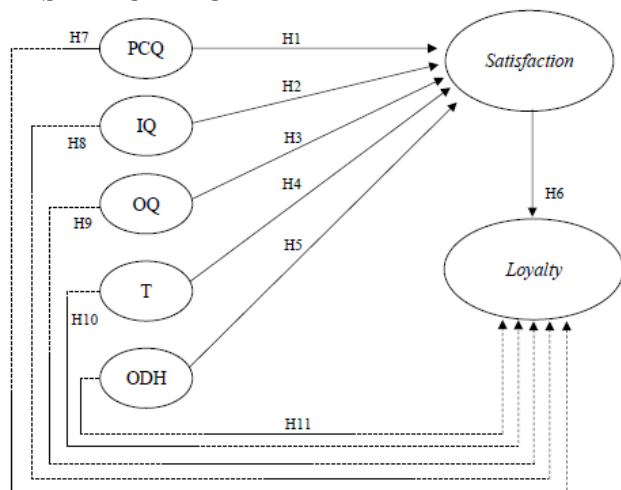 H7
PCQ
H1
Satisfaction
H8
IQ
H2
H9
OQ
H3
H4
H6
H10
T
H5
Loyalty
ODH
H11